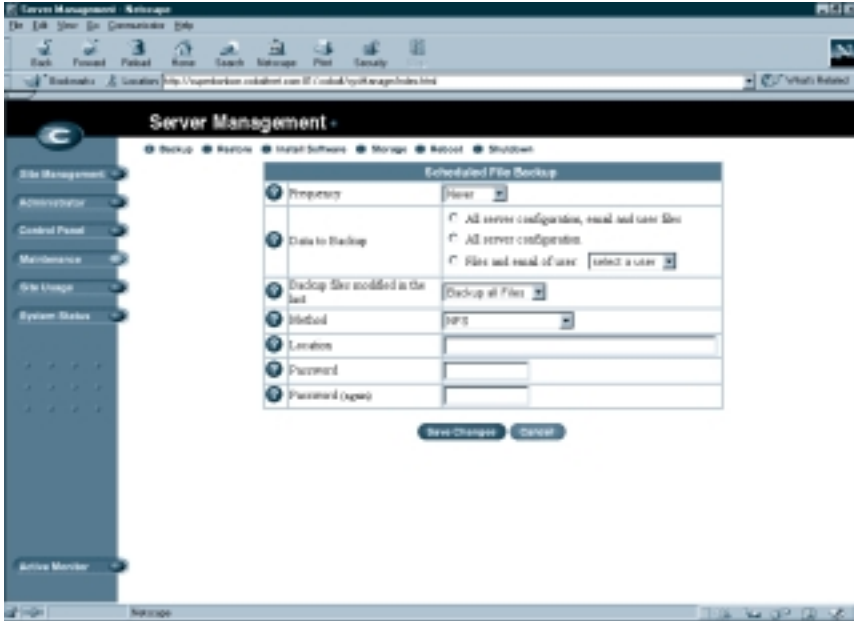 Server Management - Netscape
File Edit View Go Communicator Help
Back Forward Reload Home Search Netscape Print Security
Bookmarks Location What's Related
C
Server Management
Backup Restore Install Software Storage Reboot Shutdown
Site Management
Administrator
Control Panel
Maintenance
Site Usage
System Status
Active Monitor
Scheduled File Backup
Frequency Never
Data to Backup
All server configuration, email and user files
All server configuration
Files and email of user select a user
Backup files modified in the last Backup all Files
Method NFS
Location
Password
Password (again)
Save Changes Cancel
Netscape